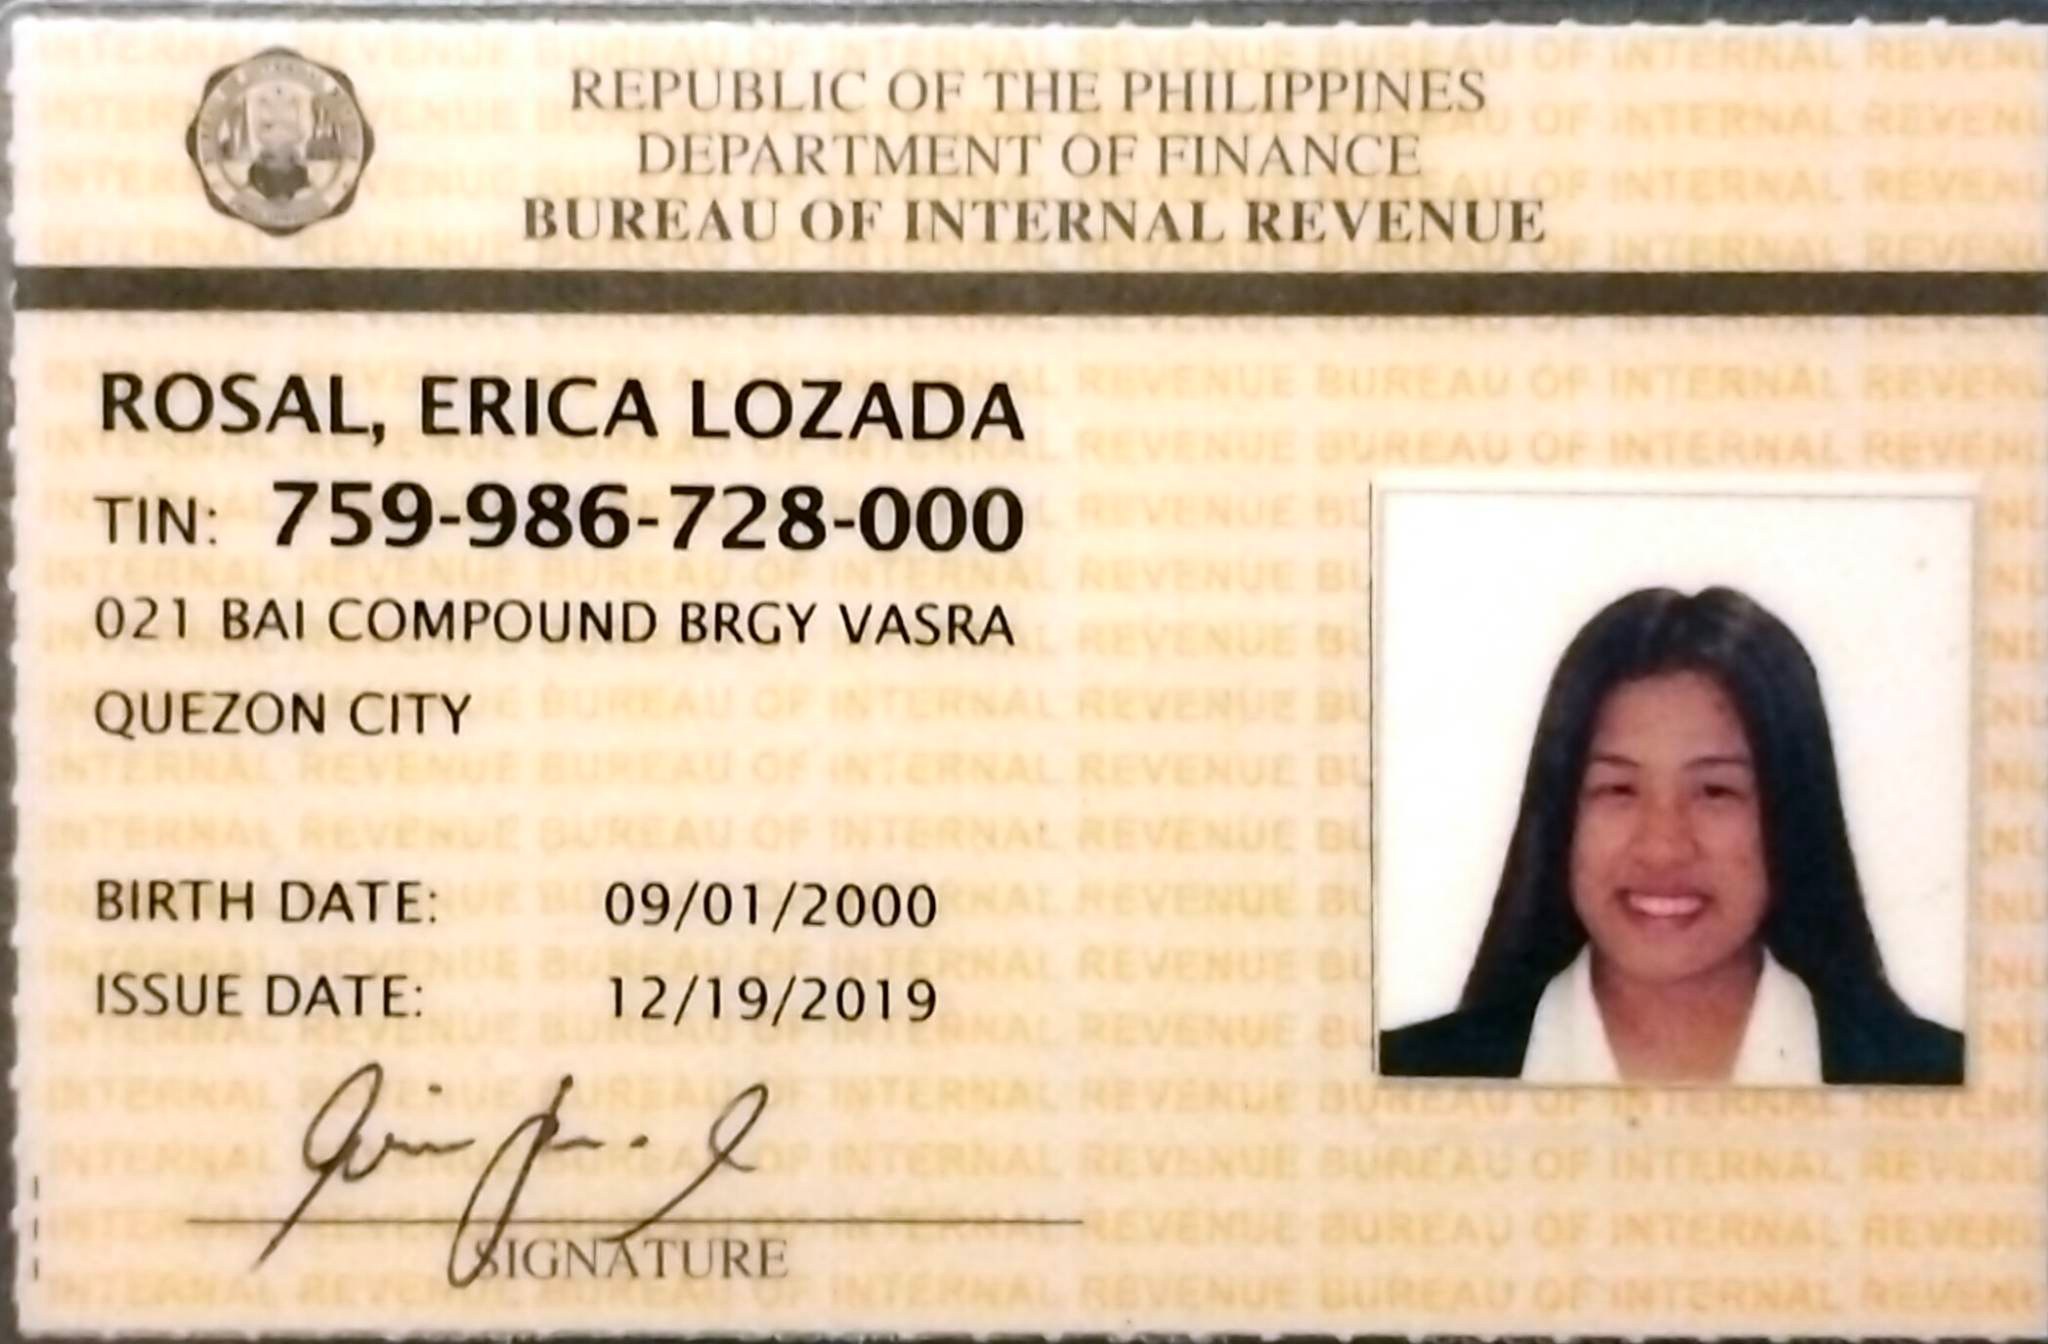 REPUBLIC OF THE PHILIPPINES
DEPARTMENT OF FINANCE
BUREAU OF INTERNAL REVENUE
ROSAL, ERICA LOZADA
TIN: 759-986-728-000
021 BAI COMPOUND BRGY VASRA
QUEZON CITY
BIRTH DATE: 09/01/2000
ISSUE DATE: 12/19/2019
SIGNATURE